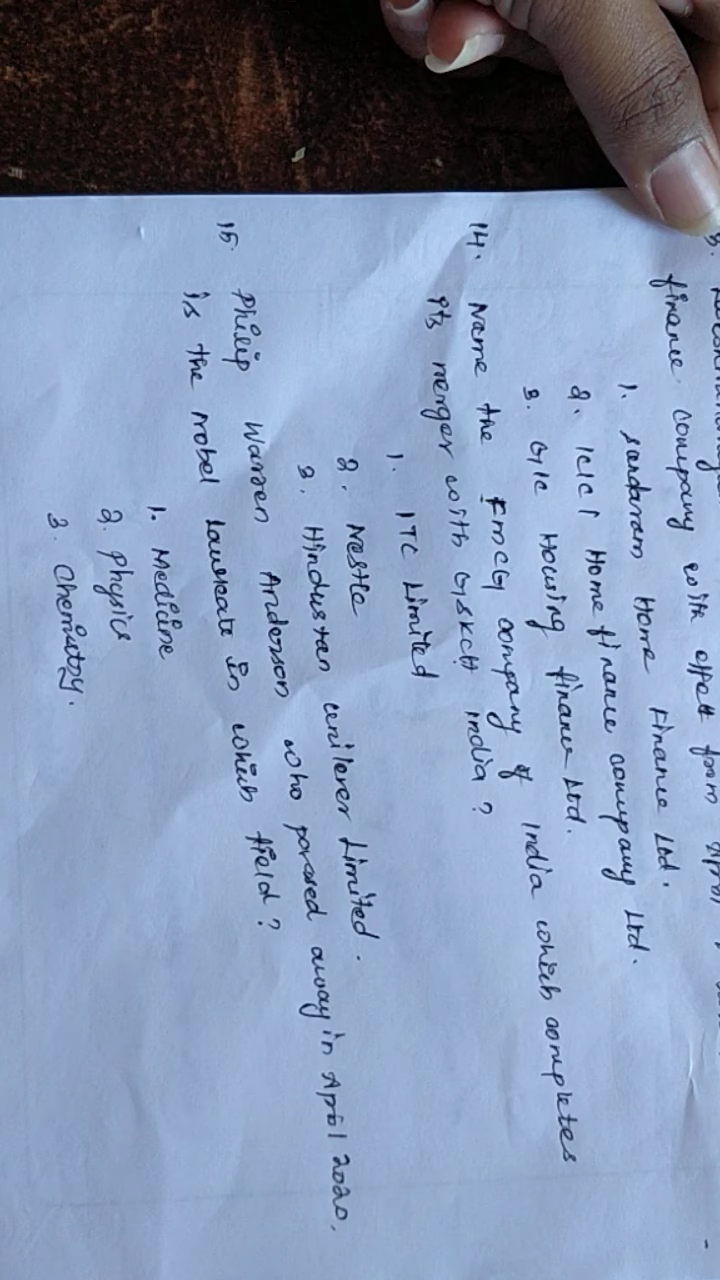 finance company with effect from
1. Sundaram Home Finance Ltd.
2. ICICI Home finance company Ltd.
3. GIC Housing finance Ltd.
14. Name the FMCG company of India which completes
its merger with GSKCH India ?
1. ITC Limited
2. Nestle
3. Hindustan unilever Limited.
15. Philip Warren Anderson who passed away in April 2020,
is the nobel laureate in which field ?
1. Medicine
2. Physics
3. Chemistry.